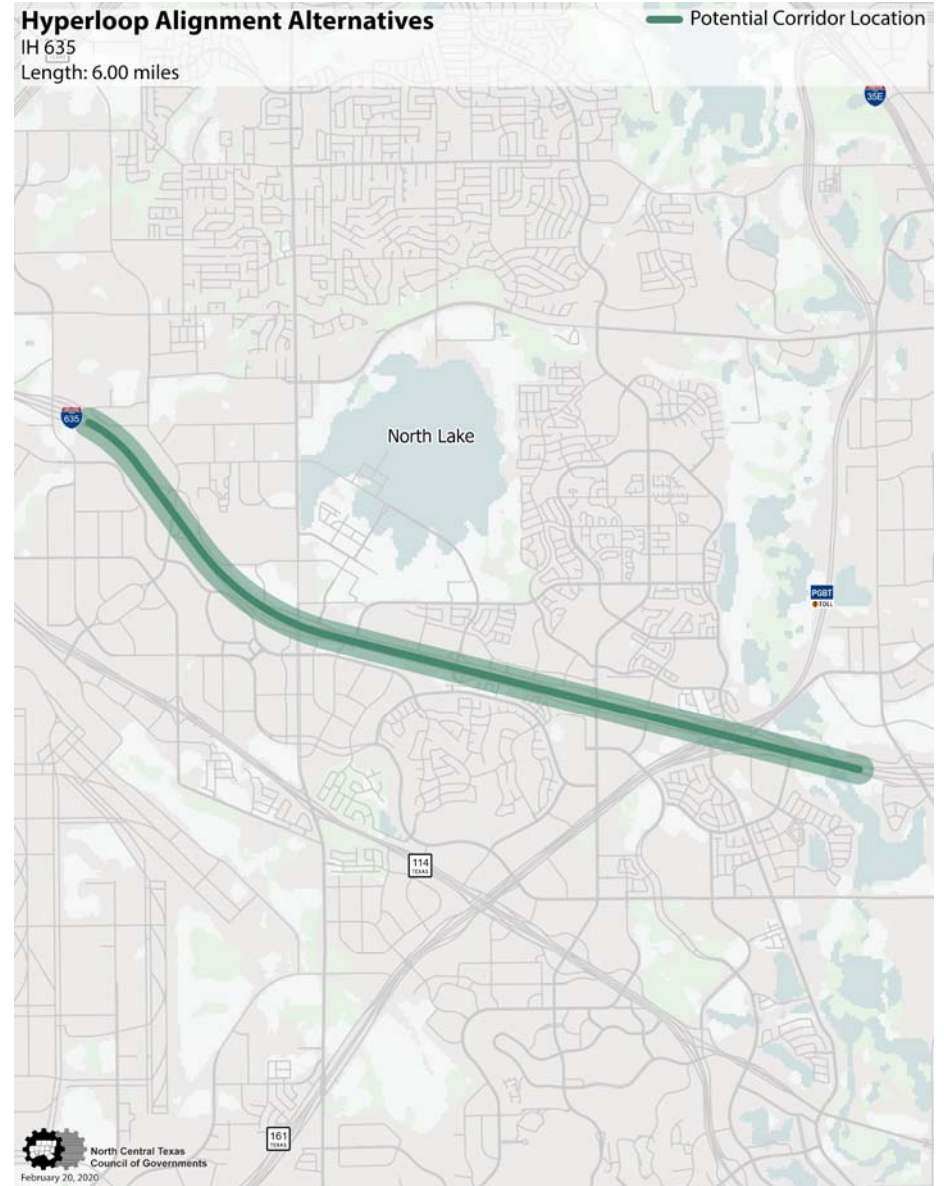 Hyperloop Alignment Alternatives
IH 635
Length: 6.00 miles
Potential Corridor Location
35E
635
North Lake
PGBT
TOLL
114
TEXAS
161
TEXAS
North Central Texas
Council of Governments
February 20, 2020